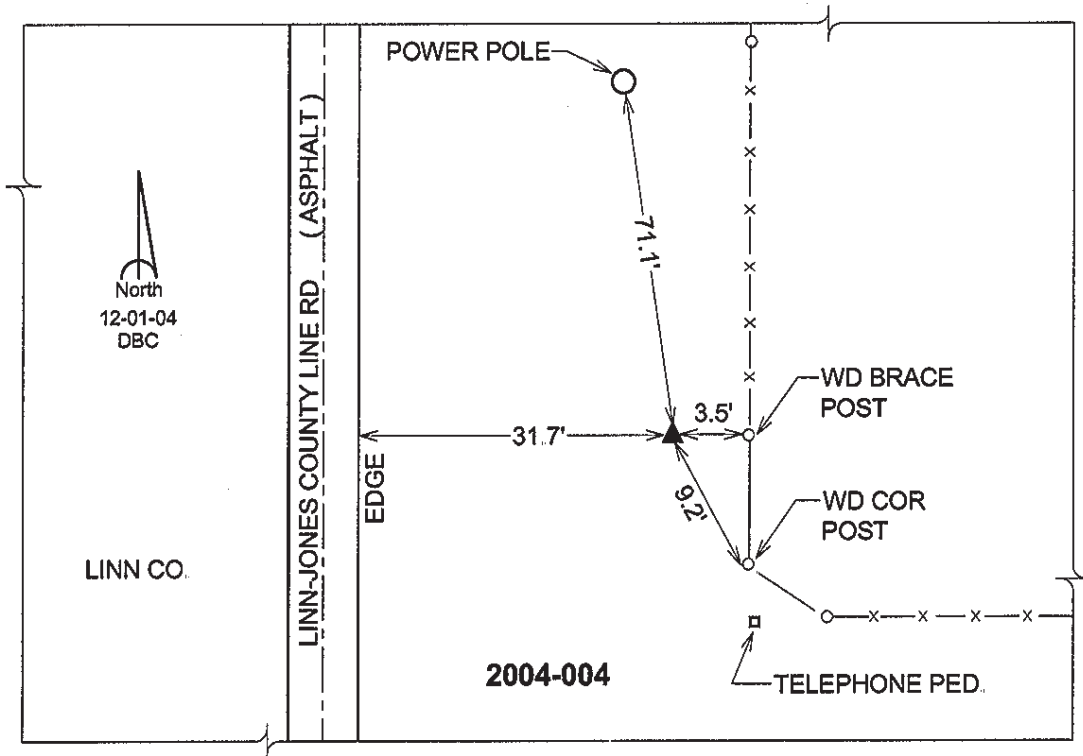 POWER POLE
LINN-JONES COUNTY LINE RD (ASPHALT)
North
12-01-04
DBC
71.1'
WD BRACE
POST
3.5'
31.7'
EDGE
9.2'
WD COR
POST
LINN CO.
2004-004
TELEPHONE PED.